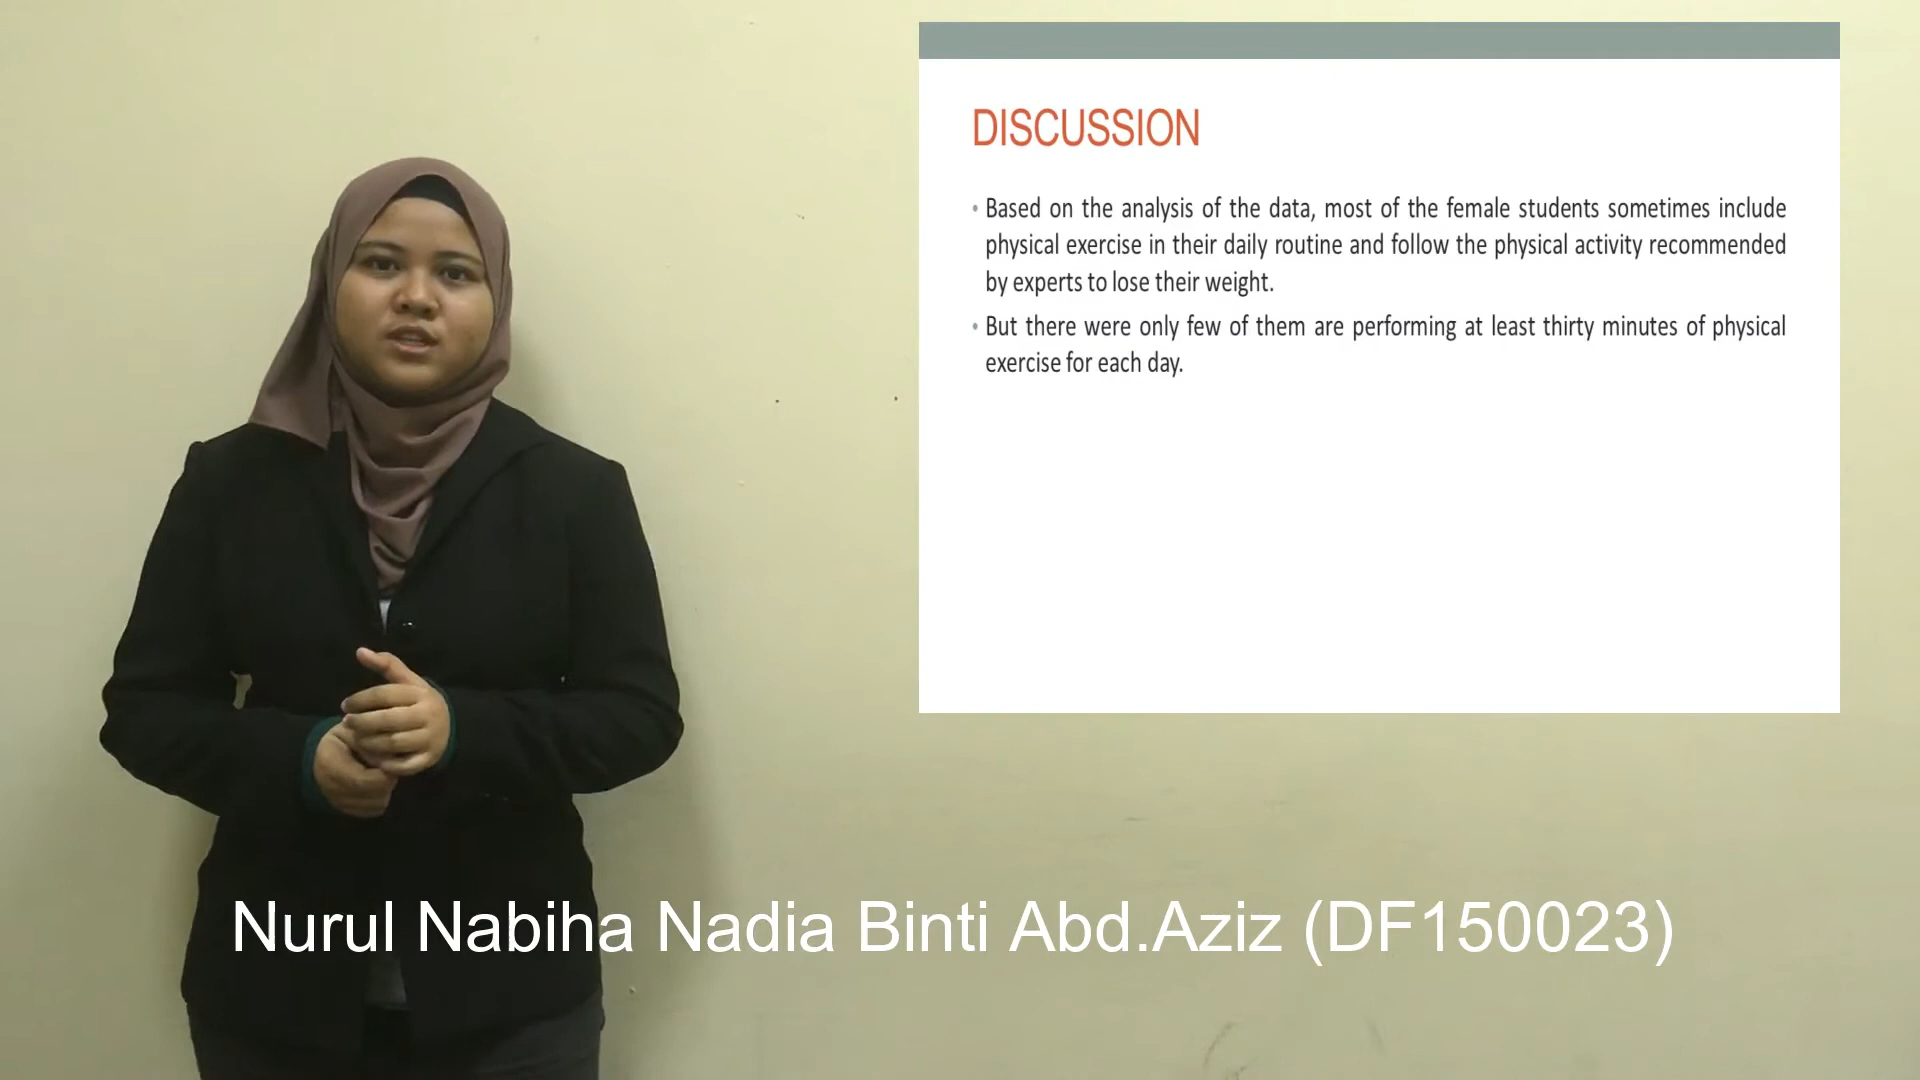 DISCUSSION
• Based on the analysis of the data, most of the female students sometimes include
physical exercise in their daily routine and follow the physical activity recommended
by experts to lose their weight.
• But there were only few of them are performing at least thirty minutes of physical
exercise for each day.
Nurul Nabiha Nadia Binti Abd.Aziz (DF150023)